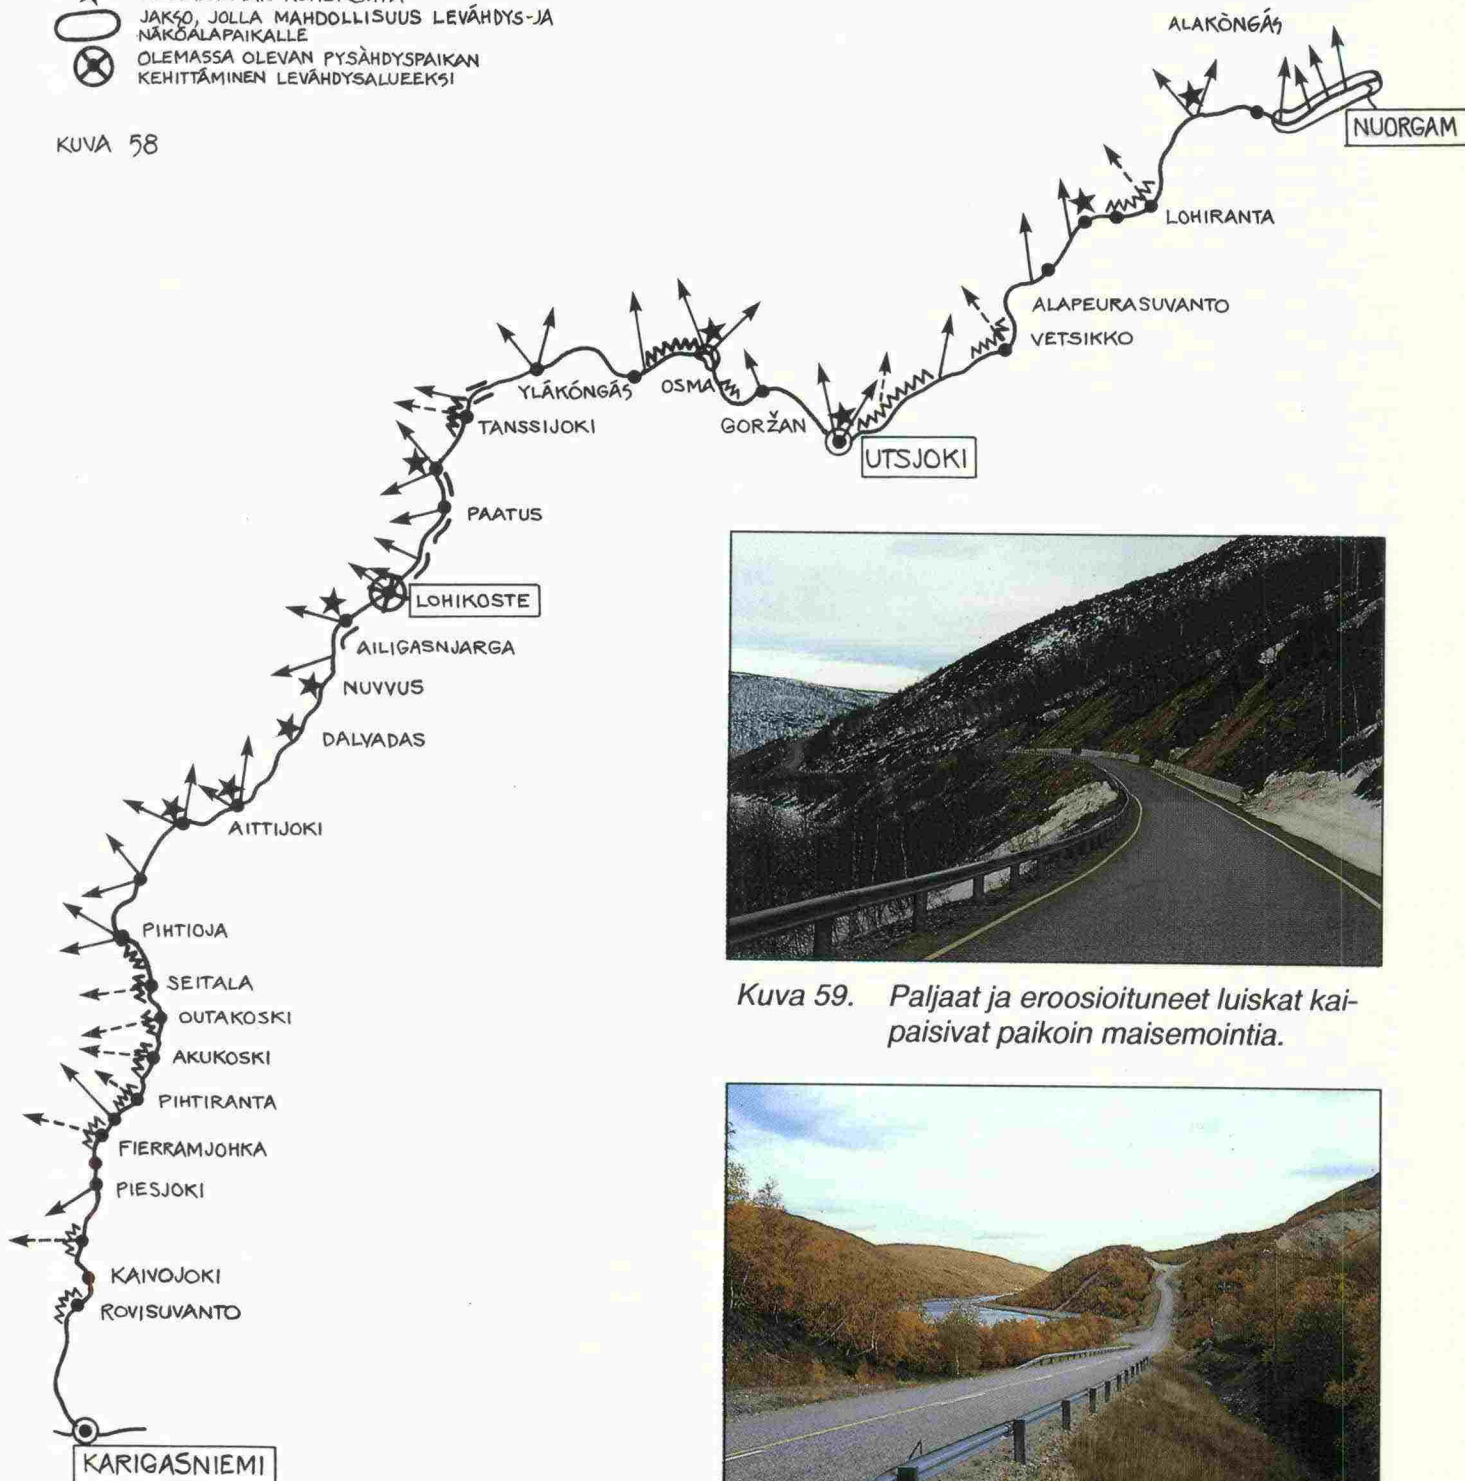 JAKSO, JOLLA MAHDOLLISUUS LEVÄHDYS-JA
NÄKÖALAPAIKALLE
OLEMASSA OLEVAN PYSÄHDYSPAIKAN
KEHITTÄMINEN LEVÄHDYSALUEEKSI
KUVA 58
ALAKÖNGÁS
NUORGAM
LOHIRANTA
ALAPEURASUVANTO
VETSIKKO
YLÄKÖNGÁS
OSMA
GORŽAN
UTSJOKI
TANSSIJOKI
PAATUS
LOHIKOSTE
AILIGASNJARGA
NUVVUS
DALVADAS
AITTIJOKI
PIHTIOJA
SEITALA
OUTAKOSKI
AKUKOSKI
PIHTIRANTA
FIERRAMJOHKA
PIESJOKI
KAIVOJOKI
ROVISUVANTO
KARIGASNIEMI
Kuva 59. Paljaat ja eroosioituneet luiskat kai-
paisivat paikoin maisemointia.